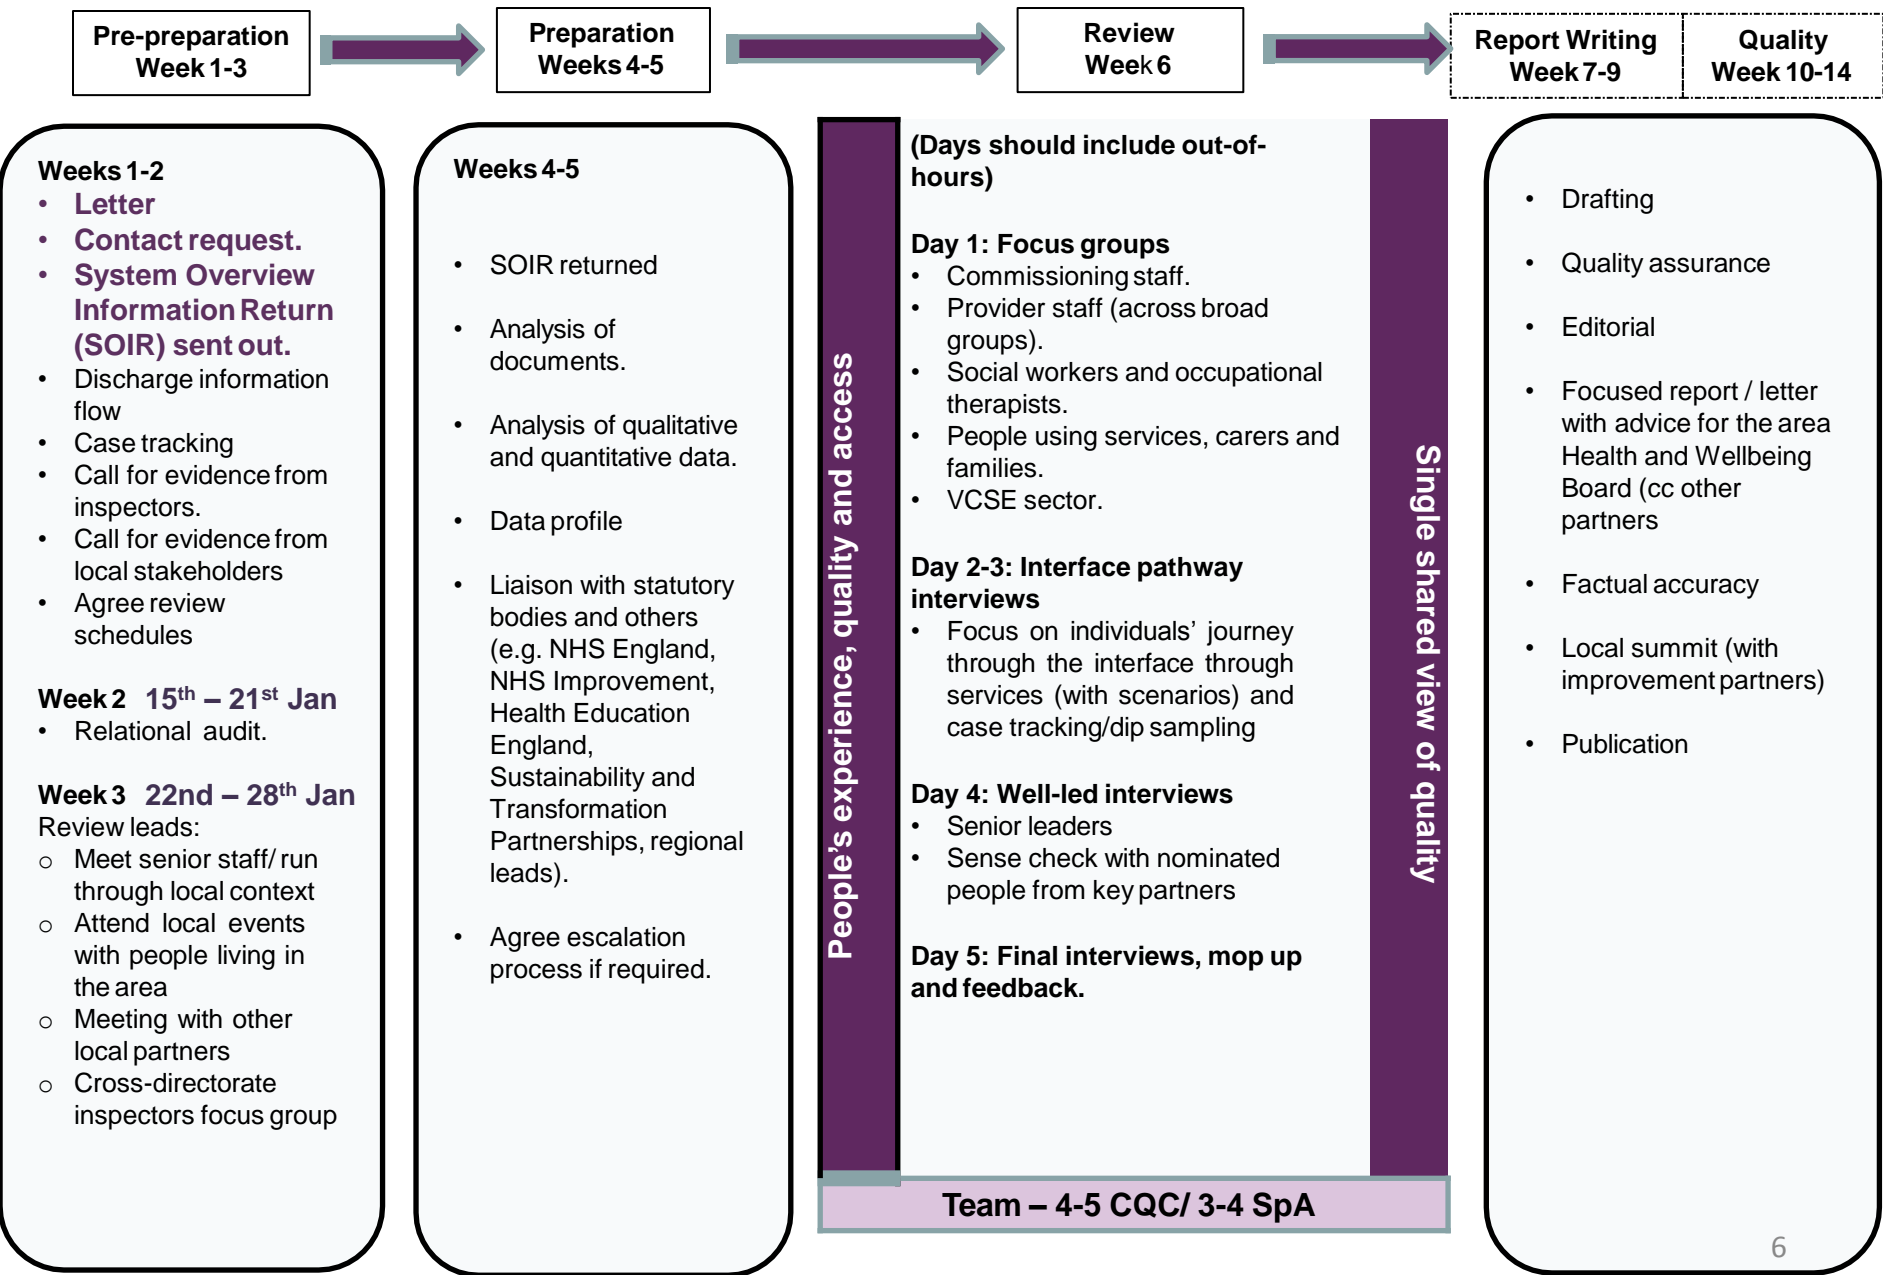 Pre-preparation
Week 1-3
Preparation
Weeks 4-5
Review
Week 6
Report Writing
Week 7-9
Quality
Week 10-14
Weeks 1-2
• Letter
• Contact request.
• System Overview
Information Return
(SOIR) sent out.
• Discharge information
flow
• Case tracking
• Call for evidence from
inspectors.
• Call for evidence from
local stakeholders
• Agree review
schedules
Week 2 15th – 21st Jan
• Relational audit.
Week 3 22nd – 28th Jan
Review leads:
o Meet senior staff/ run
through local context
o Attend local events
with people living in
the area
o Meeting with other
local partners
o Cross-directorate
inspectors focus group
Weeks 4-5
• SOIR returned
• Analysis of
documents.
• Analysis of qualitative
and quantitative data.
• Data profile
• Liaison with statutory
bodies and others
(e.g. NHS England,
NHS Improvement,
Health Education
England,
Sustainability and
Transformation
Partnerships, regional
leads).
• Agree escalation
process if required.
People's experience, quality and access
(Days should include out-of-
hours)
Day 1: Focus groups
• Commissioning staff.
• Provider staff (across broad
groups).
• Social workers and occupational
therapists.
• People using services, carers and
families.
• VCSE sector.
Day 2-3: Interface pathway
interviews
• Focus on individuals' journey
through the interface through
services (with scenarios) and
case tracking/dip sampling
Day 4: Well-led interviews
• Senior leaders
• Sense check with nominated
people from key partners
Day 5: Final interviews, mop up
and feedback.
Single shared view of quality
Team – 4-5 CQC/ 3-4 SpA
• Drafting
• Quality assurance
• Editorial
• Focused report / letter
with advice for the area
Health and Wellbeing
Board (cc other
partners
• Factual accuracy
• Local summit (with
improvement partners)
• Publication
6